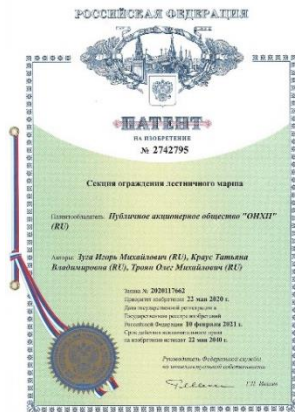 РОССИЙСКАЯ ФЕДЕРАЦИЯ
ПАТЕНТ
НА ИЗОБРЕТЕНИЕ
№ 2742795
Секция ограждения лестничного марша
Патентообладатель: Публичное акционерное общество "ОИХП"
(RU)
Авторы: Зуга Игорь Михайлович (RU), Краус Татьяна
Владимировна (RU), Троян Олег Михайлович (RU)
Заявка № 2020117662
Приоритет изобретения 22 мая 2020 г.
Дата государственной регистрации в
Государственном реестре изобретений
Российской Федерации 10 февраля 2021 г.
Срок действия исключительного права
на изобретение истекает 22 мая 2040 г.
Руководитель Федеральной службы
по интеллектуальной собственности
Г.П. Ивлиев